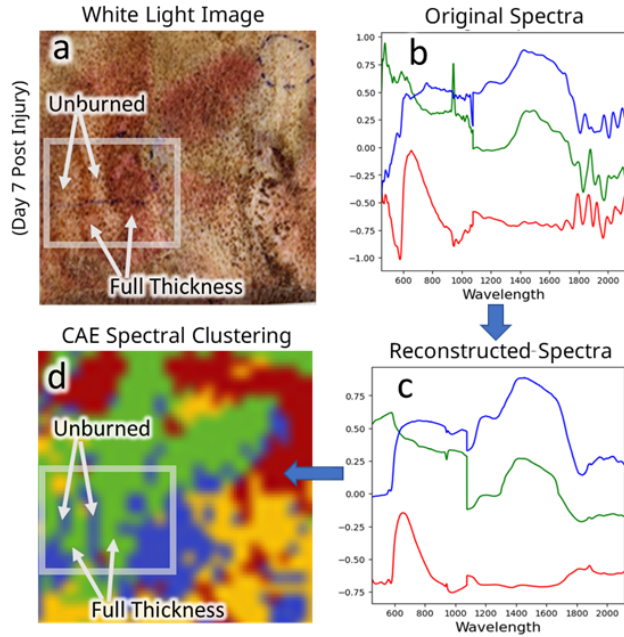 White Light Image
a
(Day 7 Post Injury)
Unburned
Full Thickness
Original Spectra
b
1.00
0.75
0.50
0.25
0.00
-0.25
-0.50
-0.75
-1.00
600 800 1000 1200 1400 1600 1800 2000
Wavelength
CAE Spectral Clustering
d
Unburned
Full Thickness
Reconstructed Spectra
c
0.75
0.50
0.25
0.00
-0.25
-0.50
-0.75
600 800 1000 1200 1400 1600 1800 2000
Wavelength